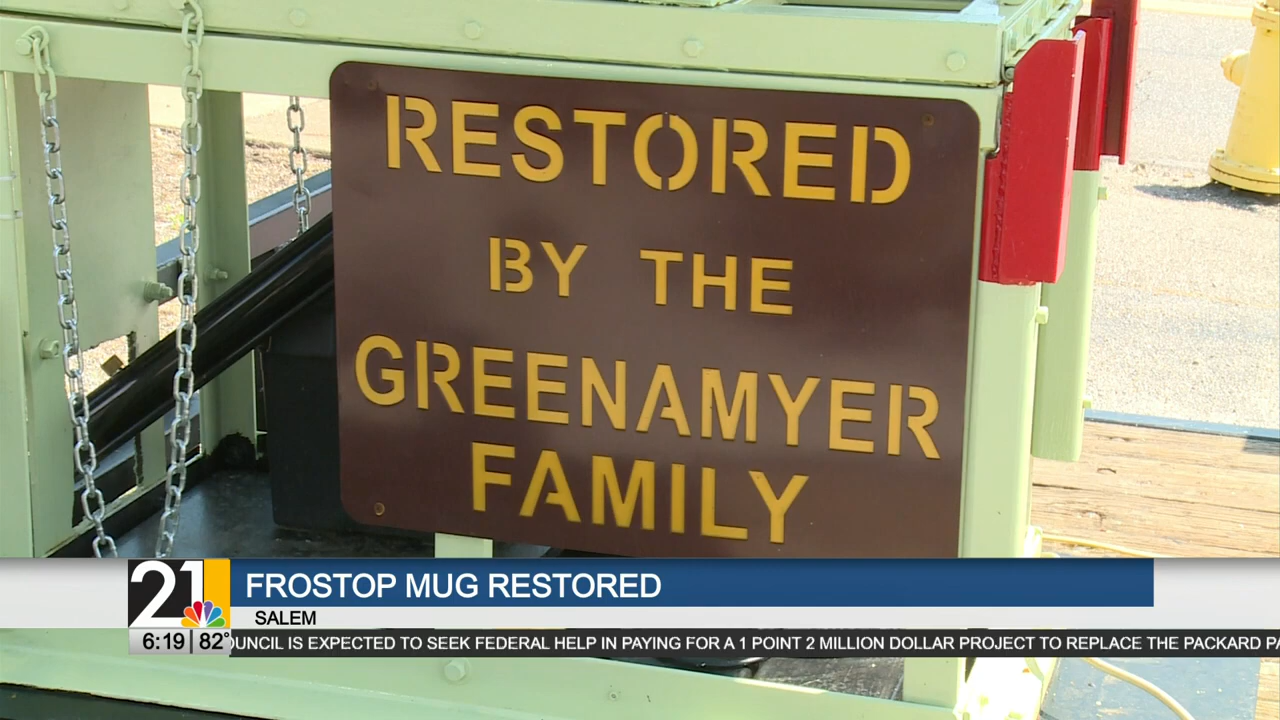 RESTORED
BY THE
GREENAMYER
FAMILY
21
FROSTOP MUG RESTORED
SALEM
6:19 82°
OUNCIL IS EXPECTED TO SEEK FEDERAL HELP IN PAYING FOR A 1 POINT 2 MILLION DOLLAR PROJECT TO REPLACE THE PACKARD PA